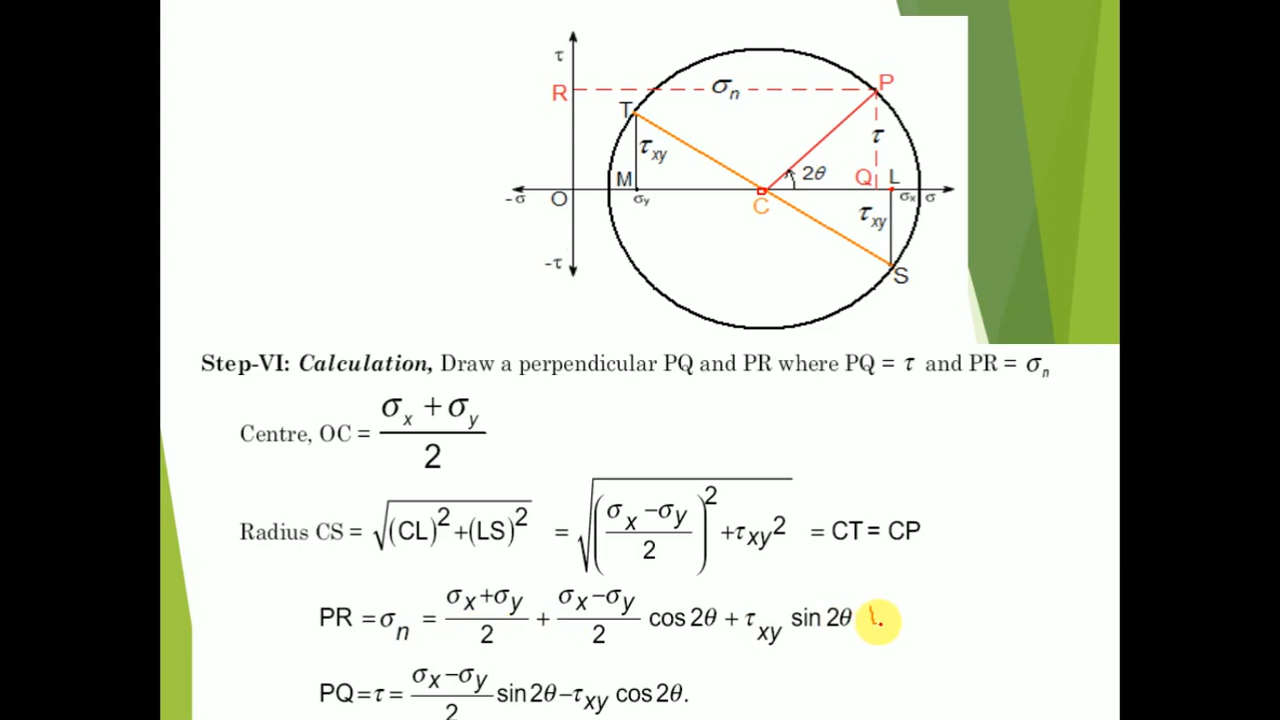 τ
R
σn
P
T
τxy
τ
M
2θ
Q
L
-σ
O
σy
C
τxy
σx
σ
-τ
S
Step-VI: Calculation, Draw a perpendicular PQ and PR where PQ = τ and PR = σn
Centre, OC = (σx + σy)/2
Radius CS = √((CL)² + (LS)²) = √(((σx − σy)/2)² + τxy²) = CT = CP
PR = σn = (σx+σy)/2 + (σx−σy)/2 cos 2θ + τxy sin 2θ
PQ = τ = (σx−σy)/2 sin 2θ − τxy cos 2θ.